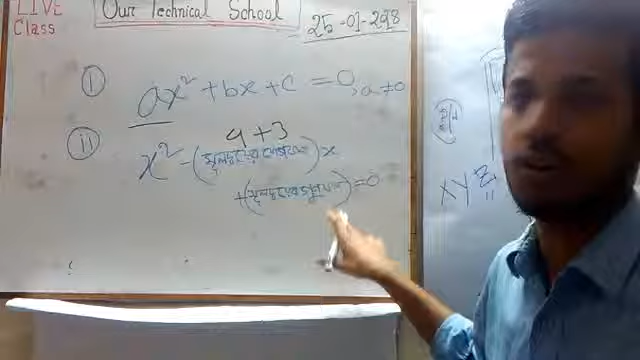 LIVE Our Technical School
Class 25-01-2018
(i) ax² + bx + c = 0, a ≠ 0
4 + 3
(ii) x² - (মূলদ্বয়ের যোগফল) x
+ (মূলদ্বয়ের গুণফল) = 0
XYZ